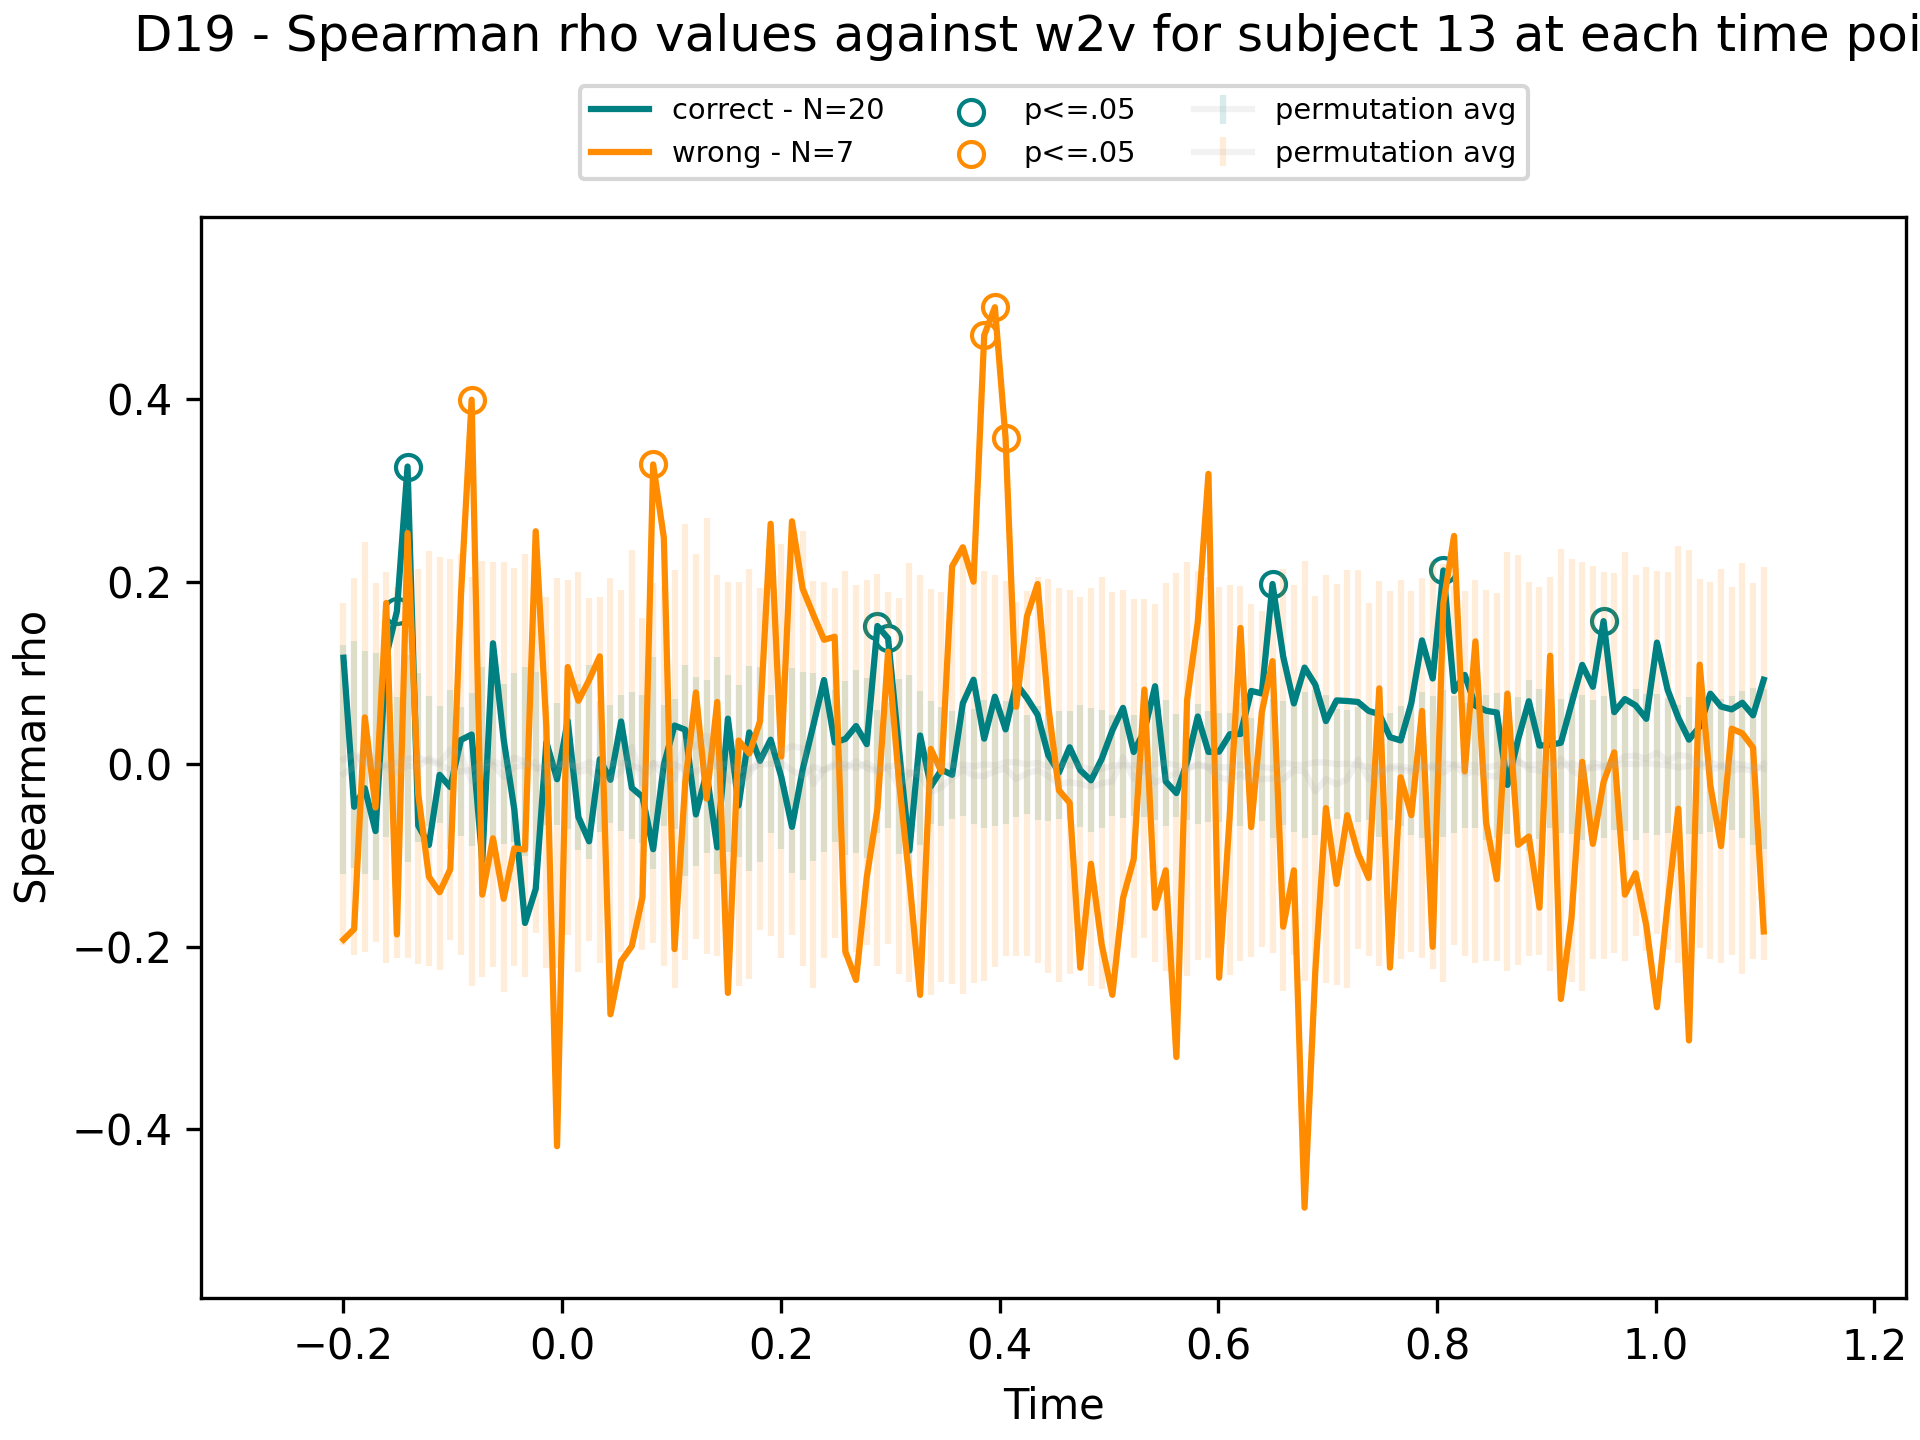 D19 - Spearman rho values against w2v for subject 13 at each time poi
correct - N=20 p<=.05 permutation avg
wrong - N=7 p<=.05 permutation avg
Spearman rho
0.4
0.2
0.0
−0.2
−0.4
−0.2 0.0 0.2 0.4 0.6 0.8 1.0 1.2
Time